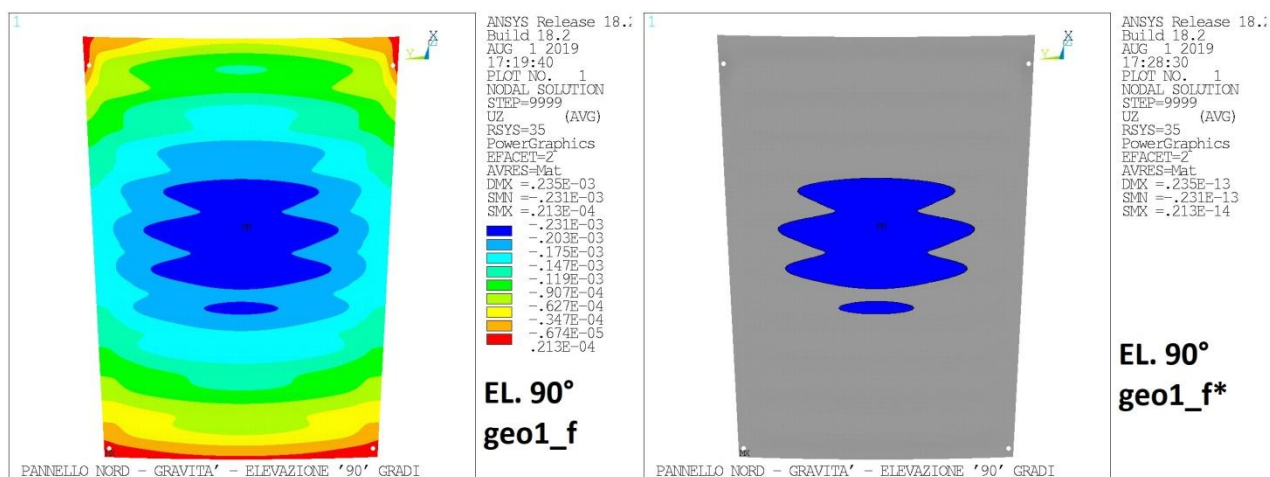 1
ANSYS Release 18.2
Build 18.2
AUG 1 2019
17:19:40
PLOT NO. 1
NODAL SOLUTION
STEP=9999
UZ (AVG)
RSYS=35
PowerGraphics
EFACET=2
AVRES=Mat
DMX =.235E-03
SMN =-.231E-03
SMX =.213E-04
-.231E-03
-.203E-03
-.175E-03
-.147E-03
-.119E-03
-.907E-04
-.627E-04
-.347E-04
-.674E-05
.213E-04
X
Y
EL. 90°
geo1_f
PANNELLO NORD - GRAVITA' - ELEVAZIONE '90' GRADI
1
ANSYS Release 18.2
Build 18.2
AUG 1 2019
17:28:30
PLOT NO. 1
NODAL SOLUTION
STEP=9999
UZ (AVG)
RSYS=35
PowerGraphics
EFACET=2
AVRES=Mat
DMX =.235E-13
SMN =-.231E-13
SMX =.213E-14
X
Y
MX
EL. 90°
geo1_f*
PANNELLO NORD - GRAVITA' - ELEVAZIONE '90' GRADI